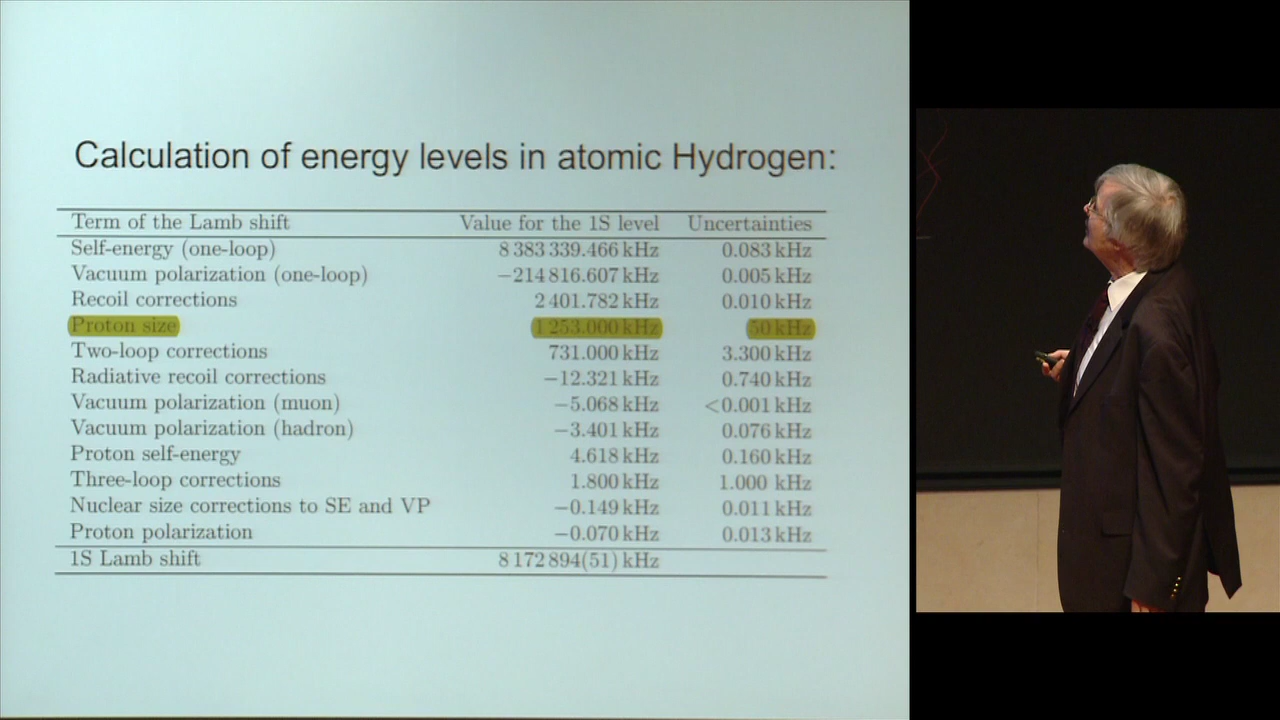 Calculation of energy levels in atomic Hydrogen:
Term of the Lamb shift Value for the 1S level Uncertainties
Self-energy (one-loop) 8 383 339.466 kHz 0.083 kHz
Vacuum polarization (one-loop) −214 816.607 kHz 0.005 kHz
Recoil corrections 2 401.782 kHz 0.010 kHz
Proton size 1 253.000 kHz 50 kHz
Two-loop corrections 731.000 kHz 3.300 kHz
Radiative recoil corrections −12.321 kHz 0.740 kHz
Vacuum polarization (muon) −5.068 kHz <0.001 kHz
Vacuum polarization (hadron) −3.401 kHz 0.076 kHz
Proton self-energy 4.618 kHz 0.160 kHz
Three-loop corrections 1.800 kHz 1.000 kHz
Nuclear size corrections to SE and VP −0.149 kHz 0.011 kHz
Proton polarization −0.070 kHz 0.013 kHz
1S Lamb shift 8 172 894(51) kHz